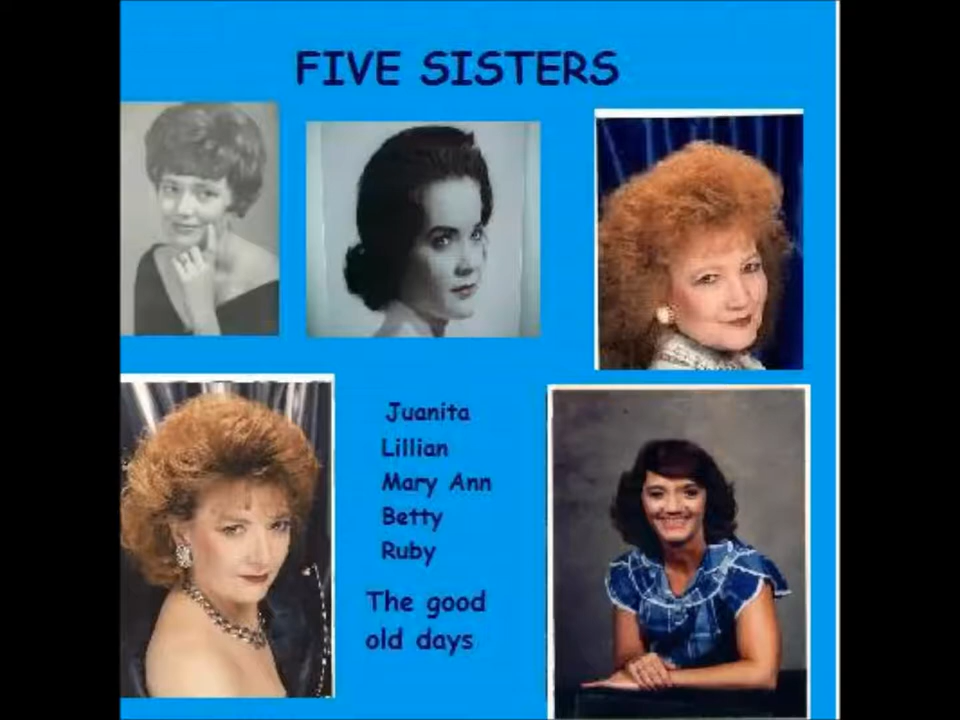 FIVE SISTERS
Juanita
Lillian
Mary Ann
Betty
Ruby
The good
old days